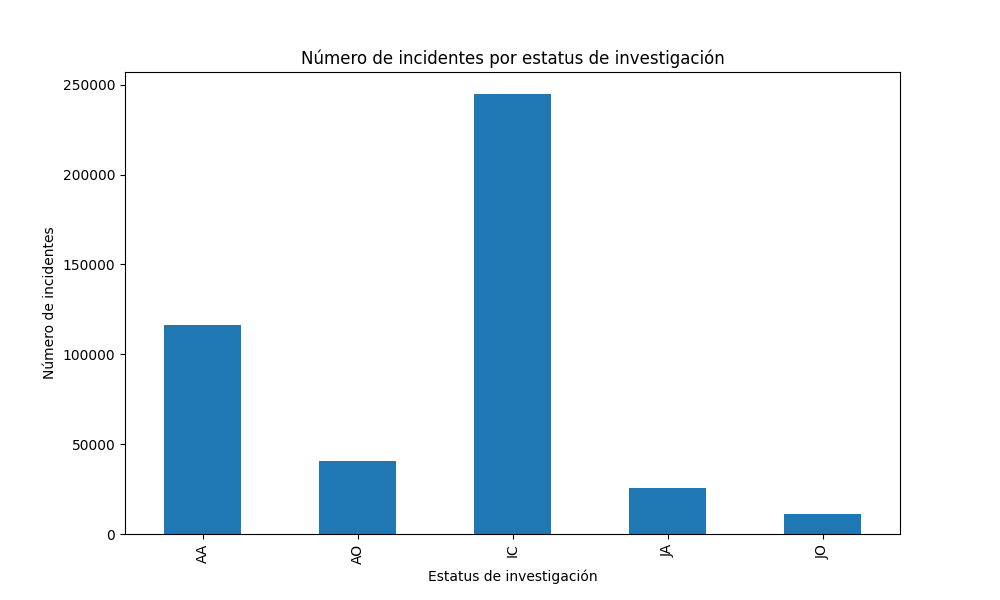 Número de incidentes por estatus de investigación
250000
200000
150000
100000
50000
0
Número de incidentes
AA
AO
IC
JA
JO
Estatus de investigación